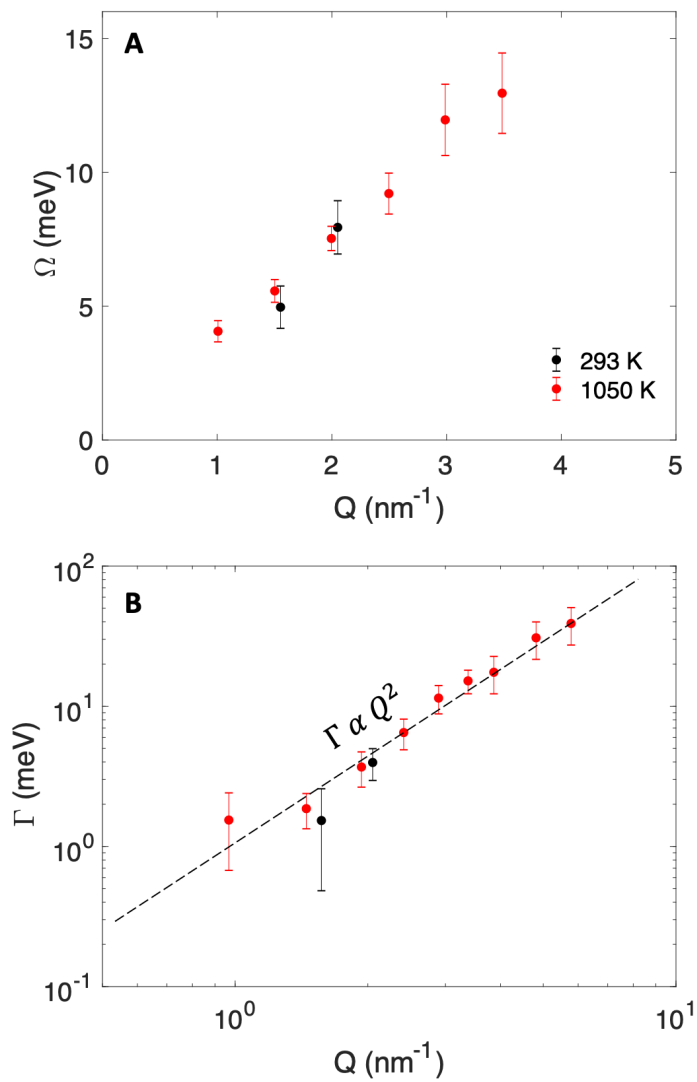 A
15
10
5
0
Ω (meV)
293 K
1050 K
0 1 2 3 4 5
Q (nm⁻¹)
B
10²
10¹
10⁰
10⁻¹
Γ (meV)
Γ α Q²
10⁰ 10¹
Q (nm⁻¹)